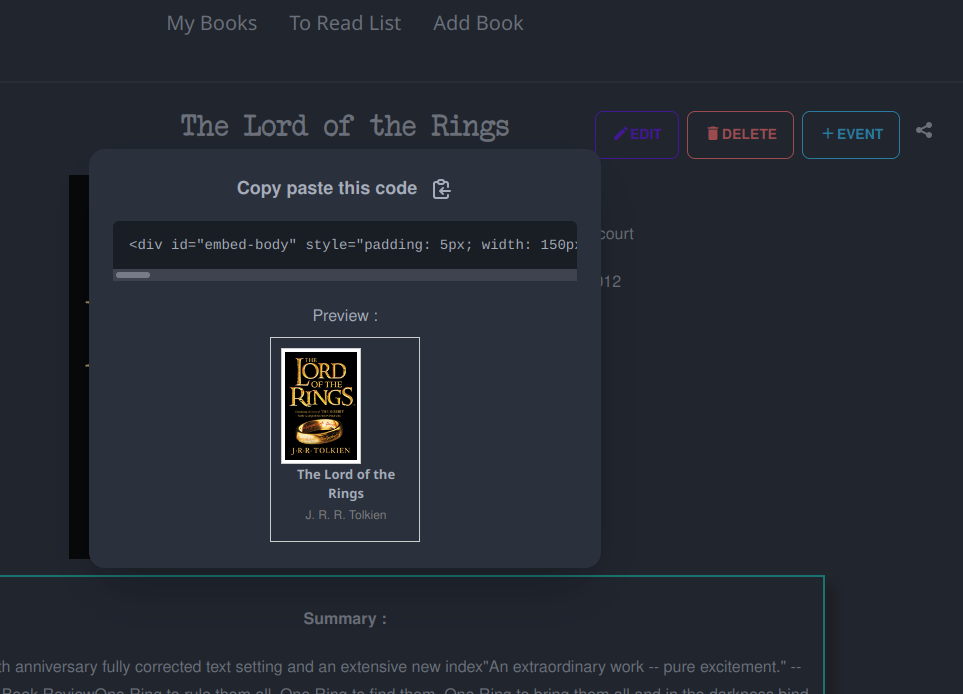 My Books To Read List Add Book
The Lord of the Rings
EDIT DELETE + EVENT
Copy paste this code
<div id="embed-body" style="padding: 5px; width: 150px
court
012
Preview :
THE
LORD
OF THE
RINGS
J·R·R·TOLKIEN
The Lord of the
Rings
J. R. R. Tolkien
Summary :
th anniversary fully corrected text setting and an extensive new index"An extraordinary work -- pure excitement." --
Book ReviewOne Ring to rule them all, One Ring to find them, One Ring to bring them all and in the darkness bind